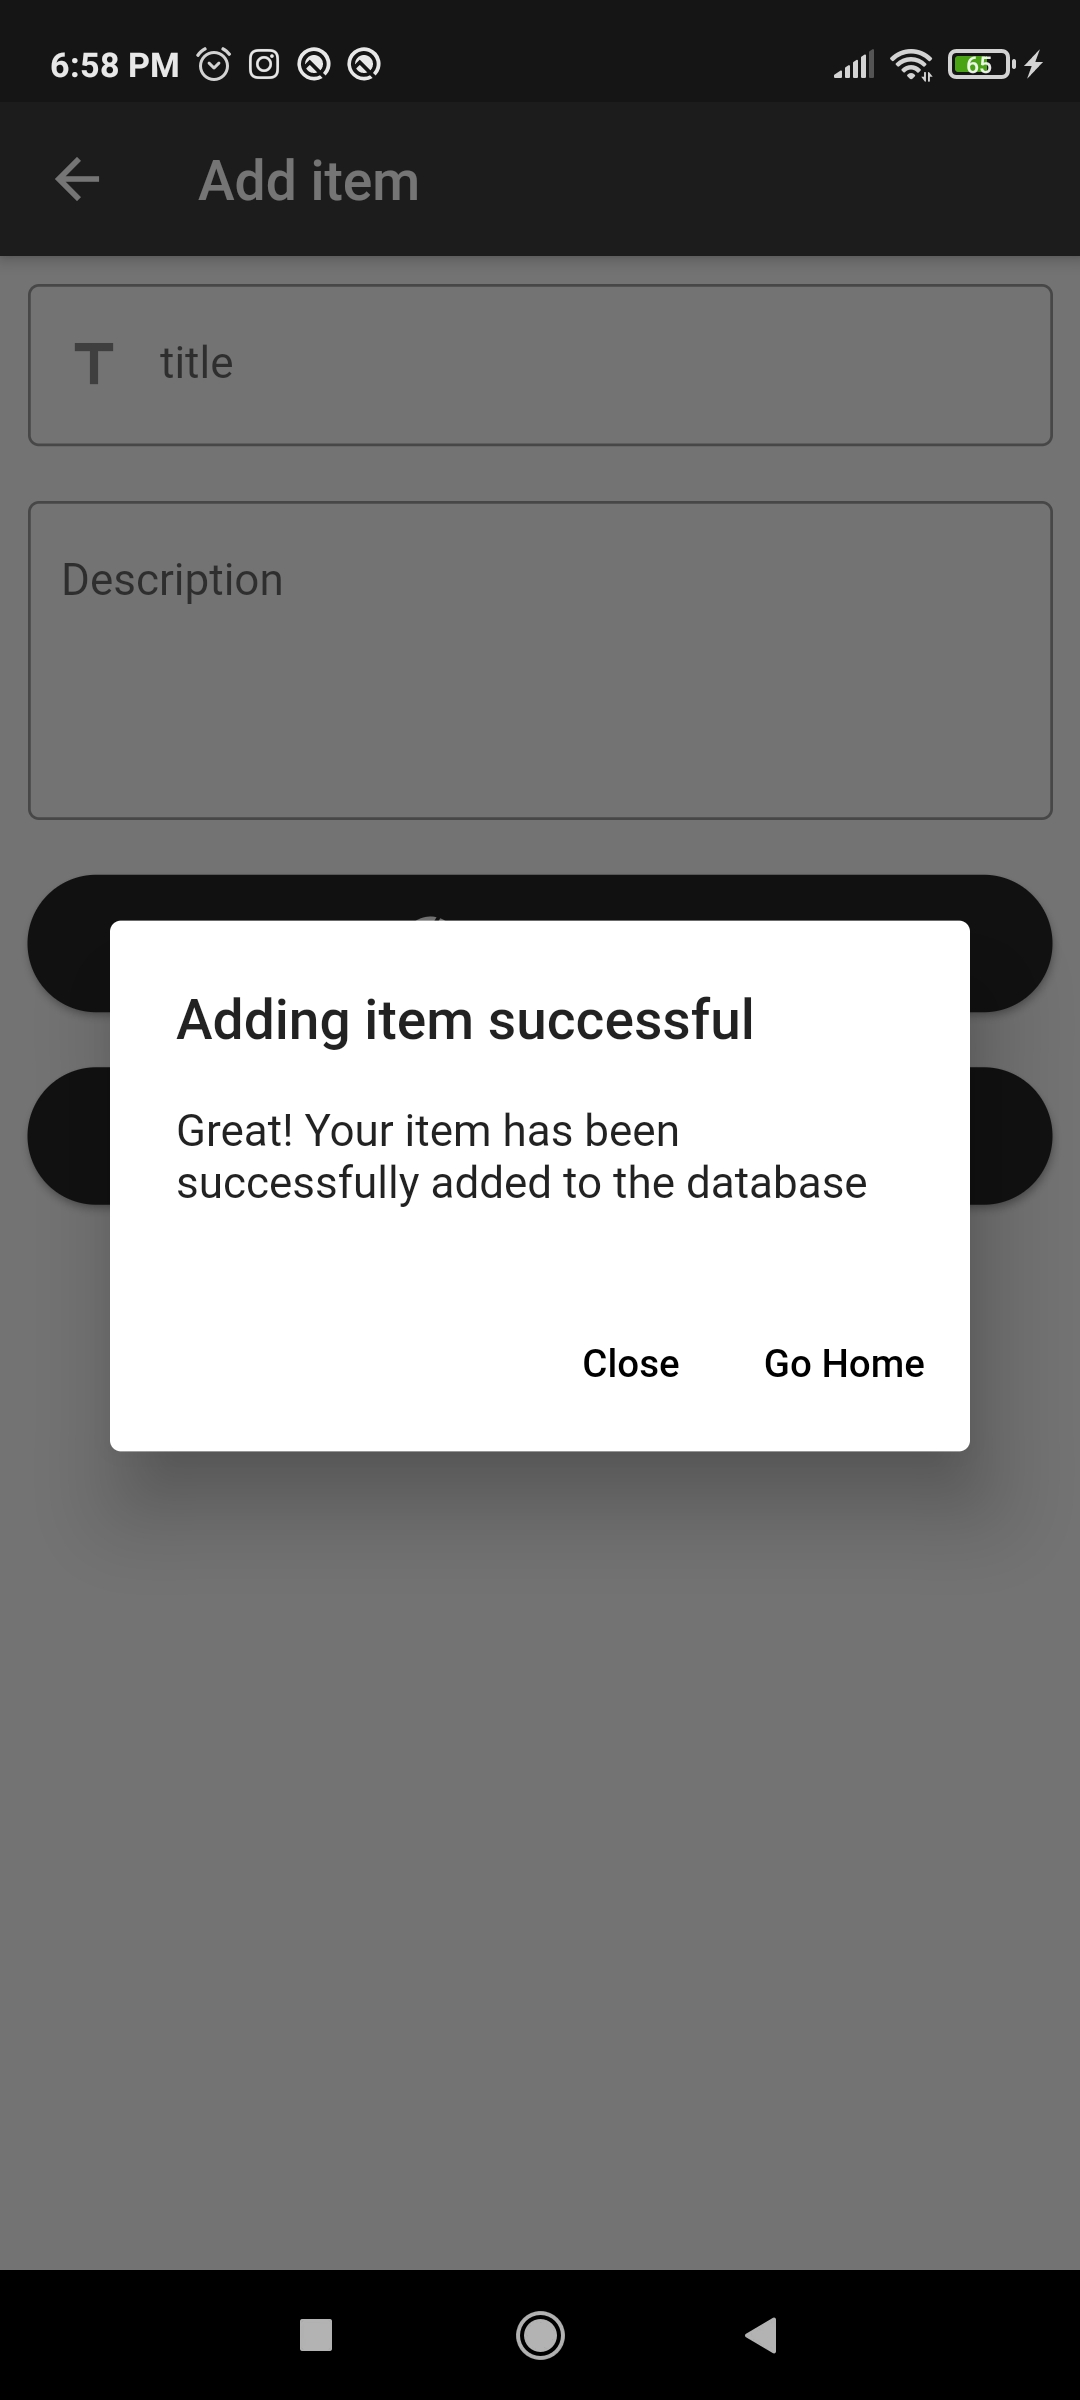 6:58 PM 65
Add item
title
Description
Adding item successful
Great! Your item has been
successfully added to the database
Close Go Home